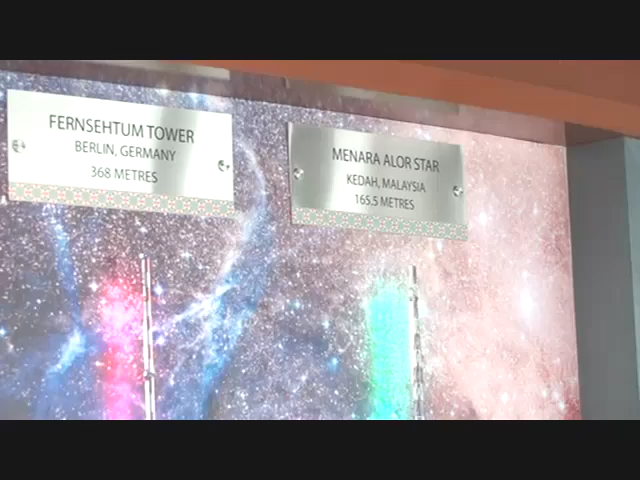 FERNSEHTUM TOWER
BERLIN, GERMANY
368 METRES
MENARA ALOR STAR
KEDAH, MALAYSIA
165.5 METRES